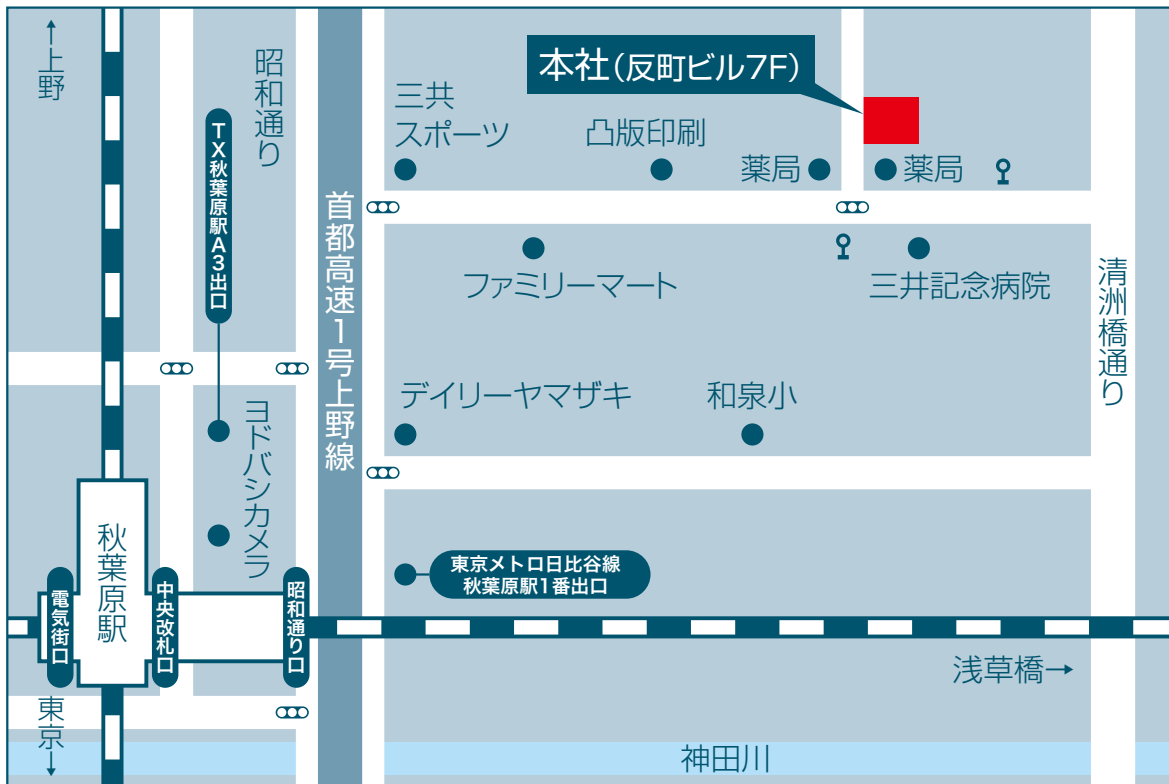 ↑上野
昭和通り
TX秋葉原駅A3出口
首都高速1号上野線
三共
スポーツ
凸版印刷
本社(反町ビル7F)
薬局
薬局
ファミリーマート
三井記念病院
清洲橋通り
デイリーヤマザキ
和泉小
ヨドバシカメラ
秋葉原駅
電気街口
中央改札口
昭和通り口
東京メトロ日比谷線
秋葉原駅1番出口
浅草橋→
東京↓
神田川